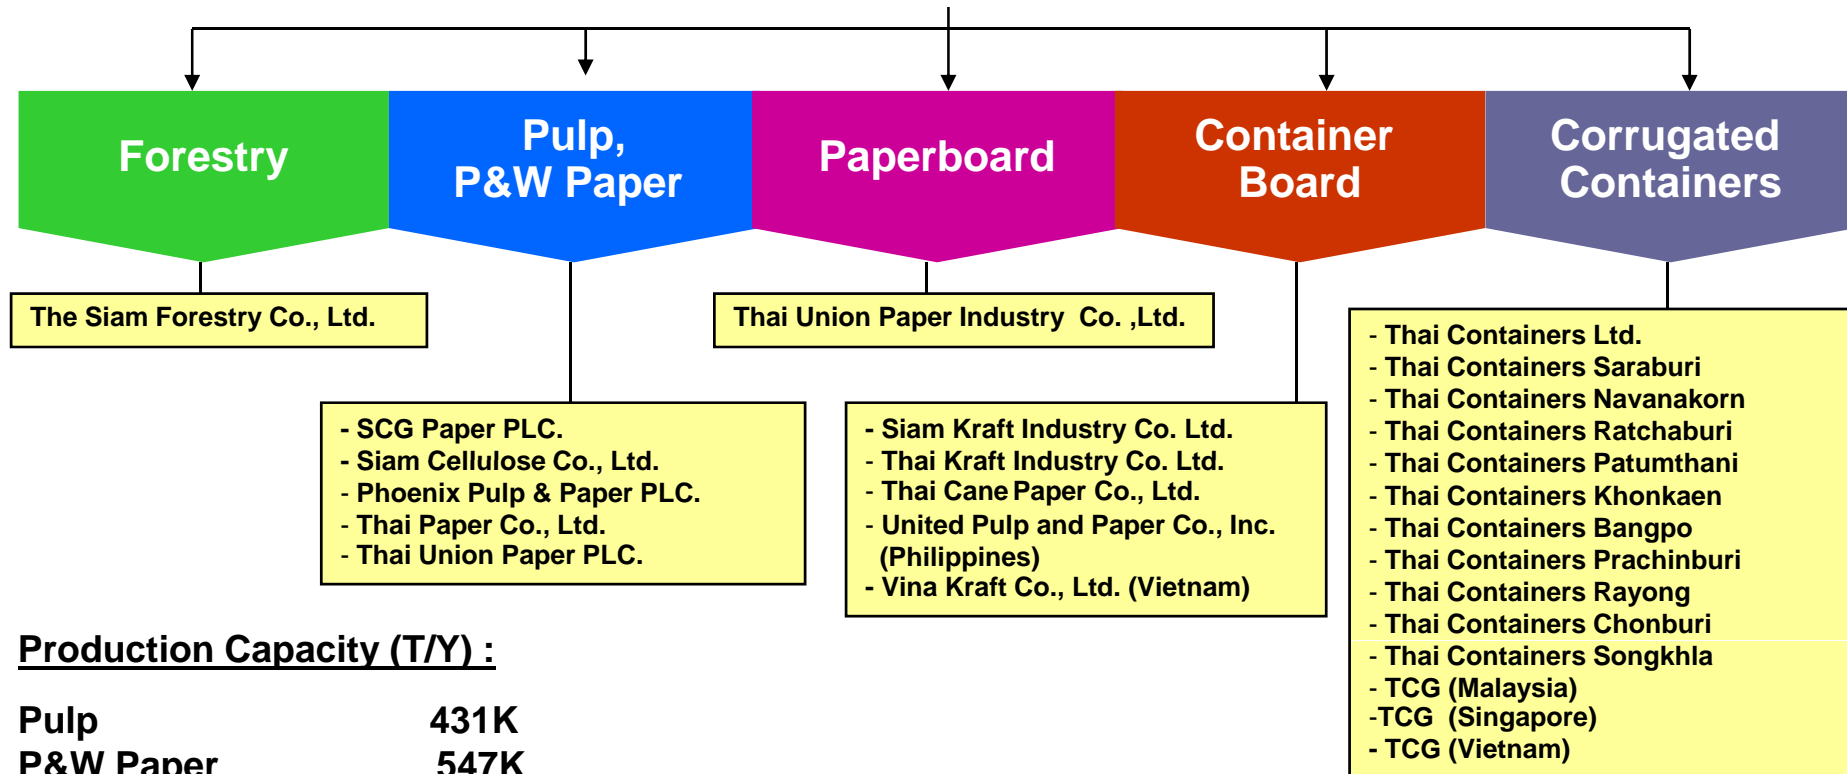 Forestry
Pulp,
P&W Paper
Paperboard
Container
Board
Corrugated
Containers
The Siam Forestry Co., Ltd.
- SCG Paper PLC.
- Siam Cellulose Co., Ltd.
- Phoenix Pulp & Paper PLC.
- Thai Paper Co., Ltd.
- Thai Union Paper PLC.
Thai Union Paper Industry Co. ,Ltd.
- Siam Kraft Industry Co. Ltd.
- Thai Kraft Industry Co. Ltd.
- Thai Cane Paper Co., Ltd.
- United Pulp and Paper Co., Inc.
(Philippines)
- Vina Kraft Co., Ltd. (Vietnam)
- Thai Containers Ltd.
- Thai Containers Saraburi
- Thai Containers Navanakorn
- Thai Containers Ratchaburi
- Thai Containers Patumthani
- Thai Containers Khonkaen
- Thai Containers Bangpo
- Thai Containers Prachinburi
- Thai Containers Rayong
- Thai Containers Chonburi
- Thai Containers Songkhla
- TCG (Malaysia)
-TCG (Singapore)
- TCG (Vietnam)
Production Capacity (T/Y) :
Pulp 431K
P&W Paper 547K